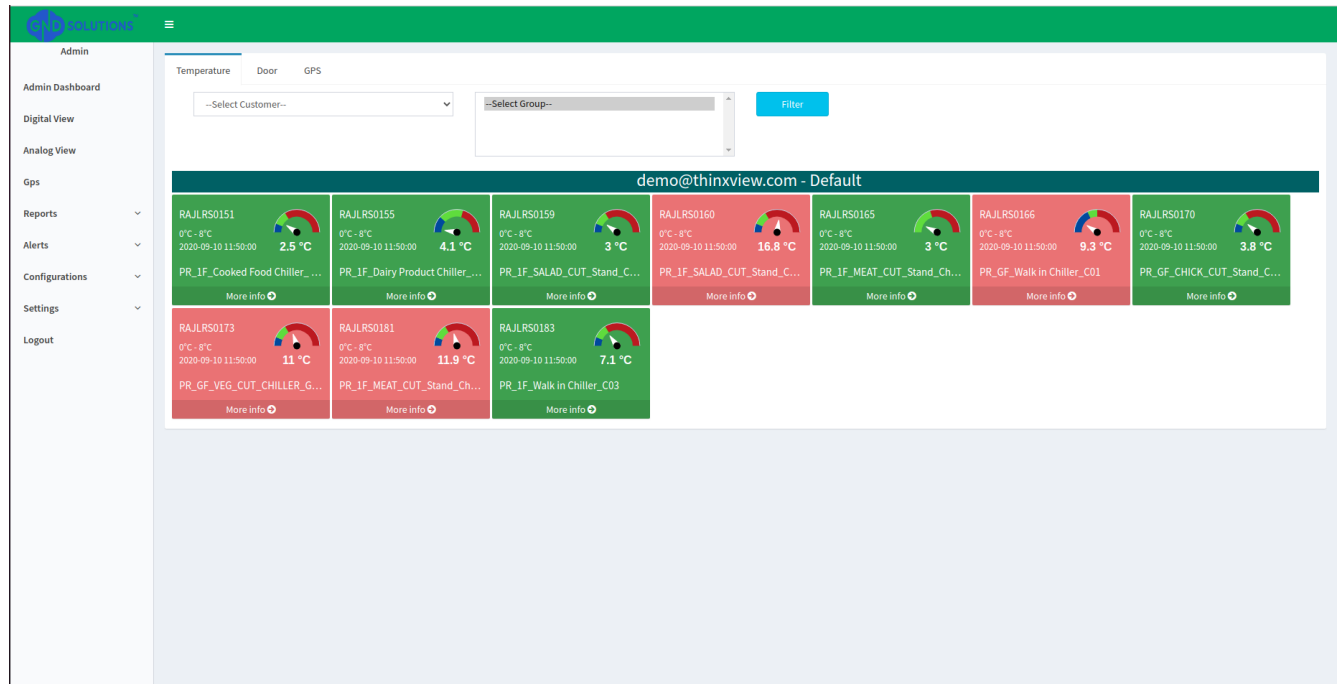 GND SOLUTIONS™
Admin
Admin Dashboard
Digital View
Analog View
Gps
Reports
Alerts
Configurations
Settings
Logout
Temperature Door GPS
--Select Customer--
--Select Group--
Filter
demo@thinxview.com - Default
RAJLRS0151
0°C - 8°C
2020-09-10 11:50:00 2.5 °C
PR_1F_Cooked Food Chiller_ ...
More info
RAJLRS0155
0°C - 8°C
2020-09-10 11:50:00 4.1 °C
PR_1F_Dairy Product Chiller_...
More info
RAJLRS0159
0°C - 8°C
2020-09-10 11:50:00 3 °C
PR_1F_SALAD_CUT_Stand_C...
More info
RAJLRS0160
0°C - 8°C
2020-09-10 11:50:00 16.8 °C
PR_1F_SALAD_CUT_Stand_C...
More info
RAJLRS0165
0°C - 8°C
2020-09-10 11:50:00 3 °C
PR_1F_MEAT_CUT_Stand_Ch...
More info
RAJLRS0166
0°C - 8°C
2020-09-10 11:50:00 9.3 °C
PR_GF_Walk in Chiller_C01
More info
RAJLRS0170
0°C - 8°C
2020-09-10 11:50:00 3.8 °C
PR_GF_CHICK_CUT_Stand_C...
More info
RAJLRS0173
0°C - 8°C
2020-09-10 11:50:00 11 °C
PR_GF_VEG_CUT_CHILLER_G...
More info
RAJLRS0181
0°C - 8°C
2020-09-10 11:50:00 11.9 °C
PR_1F_MEAT_CUT_Stand_Ch...
More info
RAJLRS0183
0°C - 8°C
2020-09-10 11:50:00 7.1 °C
PR_1F_Walk in Chiller_C03
More info